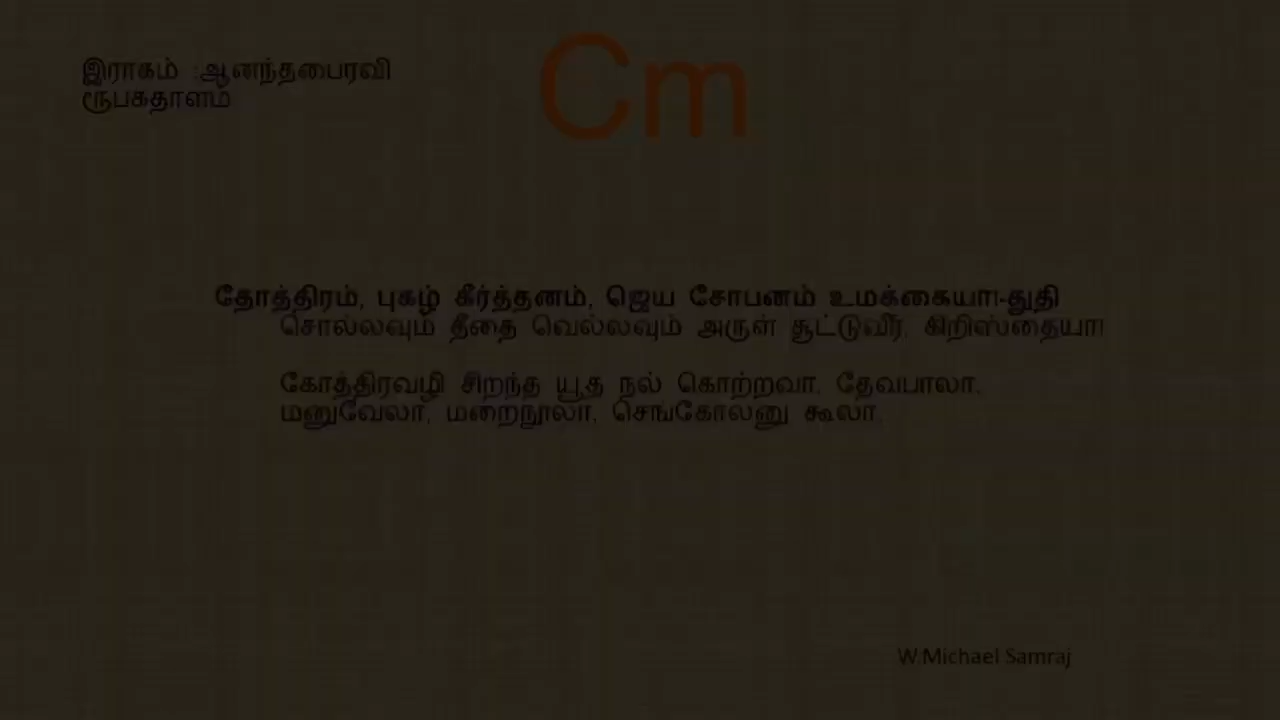 Cm
இராகம் :ஆனந்தபைரவி
ரூபகதாளம்
தோத்திரம், புகழ் கீர்த்தனம், ஜெய சோபனம் உமக்கையா!-துதி
சொல்லவும் தீதை வெல்லவும் அருள் சூட்டுவீர், கிறிஸ்தையா!
கோத்திரவழி சிறந்த யூத நல் கொற்றவா, தேவபாலா,
மனுவேலா, மறைநூலா, செங்கோலனு கூலா,
W.Michael Samraj